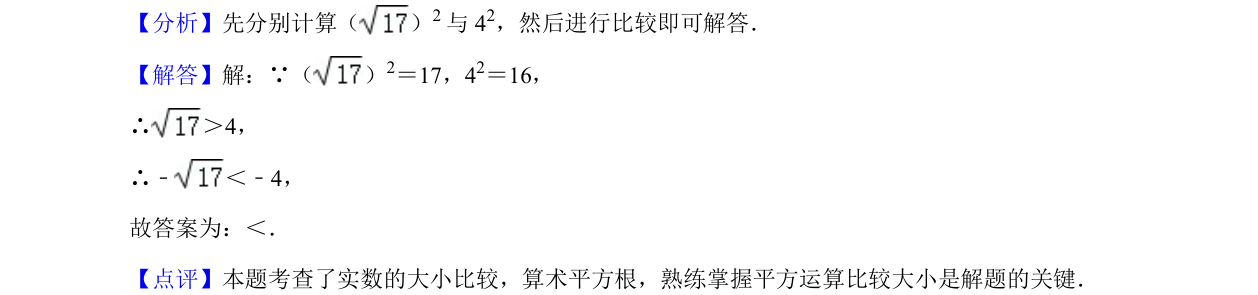 【分析】先分别计算（√17）²与 4²，然后进行比较即可解答．
【解答】解：∵（√17）²＝17，4²＝16，
∴√17＞4，
∴﹣√17＜﹣4，
故答案为：＜．
【点评】本题考查了实数的大小比较，算术平方根，熟练掌握平方运算比较大小是解题的关键．